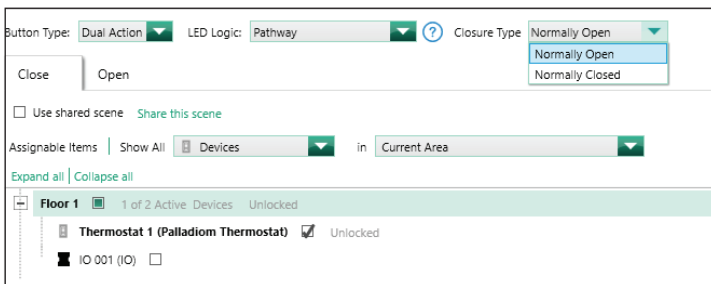 Button Type: Dual Action LED Logic: Pathway ? Closure Type Normally Open
Normally Open
Normally Closed
Close Open
Use shared scene Share this scene
Assignable Items Show All Devices in Current Area
Expand all Collapse all
Floor 1 1 of 2 Active Devices Unlocked
Thermostat 1 (Palladiom Thermostat) Unlocked
IO 001 (IO)